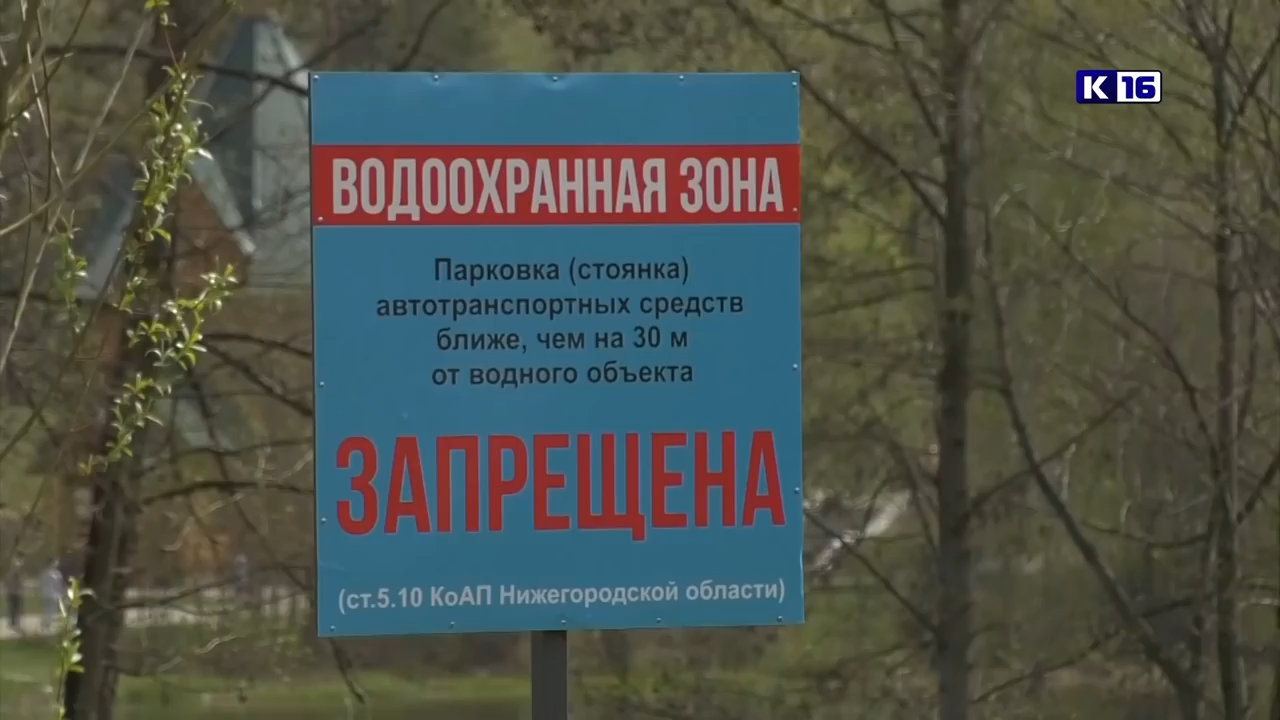 К 16
ВОДООХРАННАЯ ЗОНА
Парковка (стоянка)
автотранспортных средств
ближе, чем на 30 м
от водного объекта
ЗАПРЕЩЕНА
(ст.5.10 КоАП Нижегородской области)